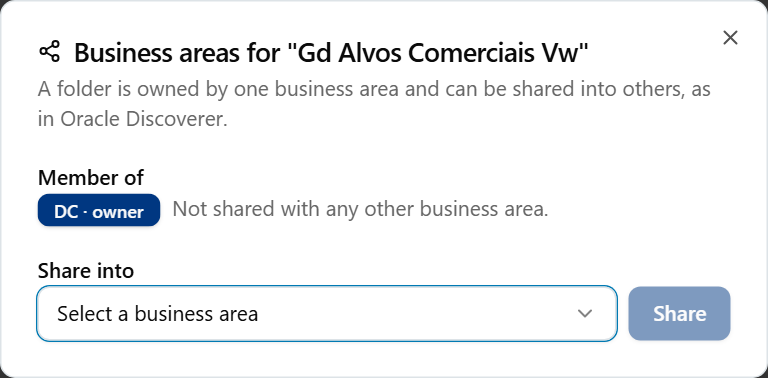 Business areas for "Gd Alvos Comerciais Vw"
A folder is owned by one business area and can be shared into others, as
in Oracle Discoverer.
Member of
DC · owner Not shared with any other business area.
Share into
Select a business area Share